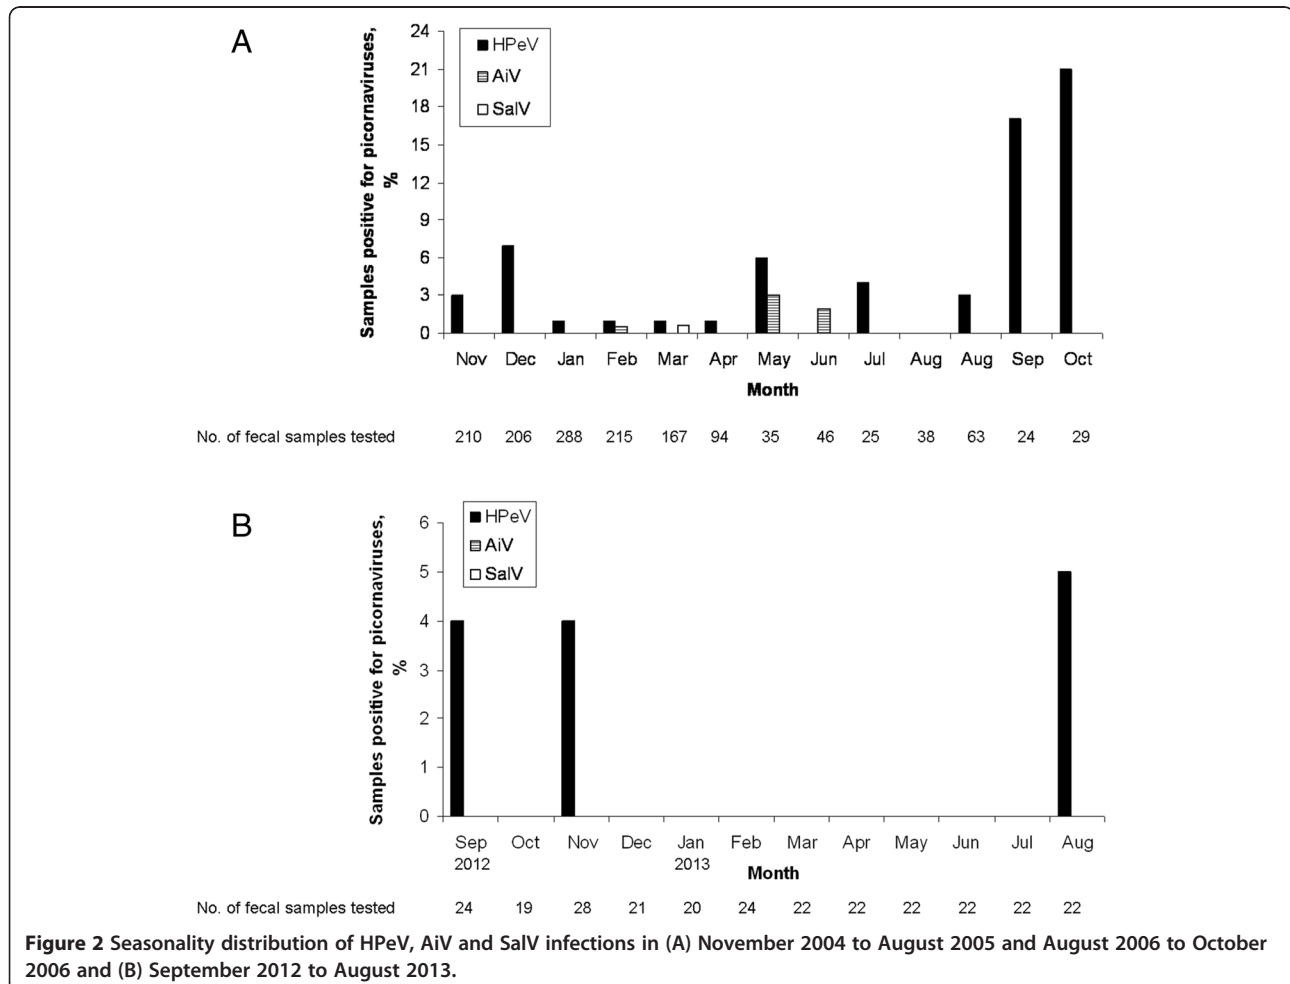 A
Samples positive for picornaviruses,
%
HPeV
AiV
SalV
24
21
18
15
12
9
6
3
0
Nov Dec Jan Feb Mar Apr May Jun Jul Aug Aug Sep Oct
Month
No. of fecal samples tested 210 206 288 215 167 94 35 46 25 38 63 24 29
B
Samples positive for picornaviruses,
%
HPeV
AiV
SalV
6
5
4
3
2
1
0
Sep Oct Nov Dec Jan Feb Mar Apr May Jun Jul Aug
2012 2013
Month
No. of fecal samples tested 24 19 28 21 20 24 22 22 22 22 22 22
Figure 2 Seasonality distribution of HPeV, AiV and SalV infections in (A) November 2004 to August 2005 and August 2006 to October
2006 and (B) September 2012 to August 2013.